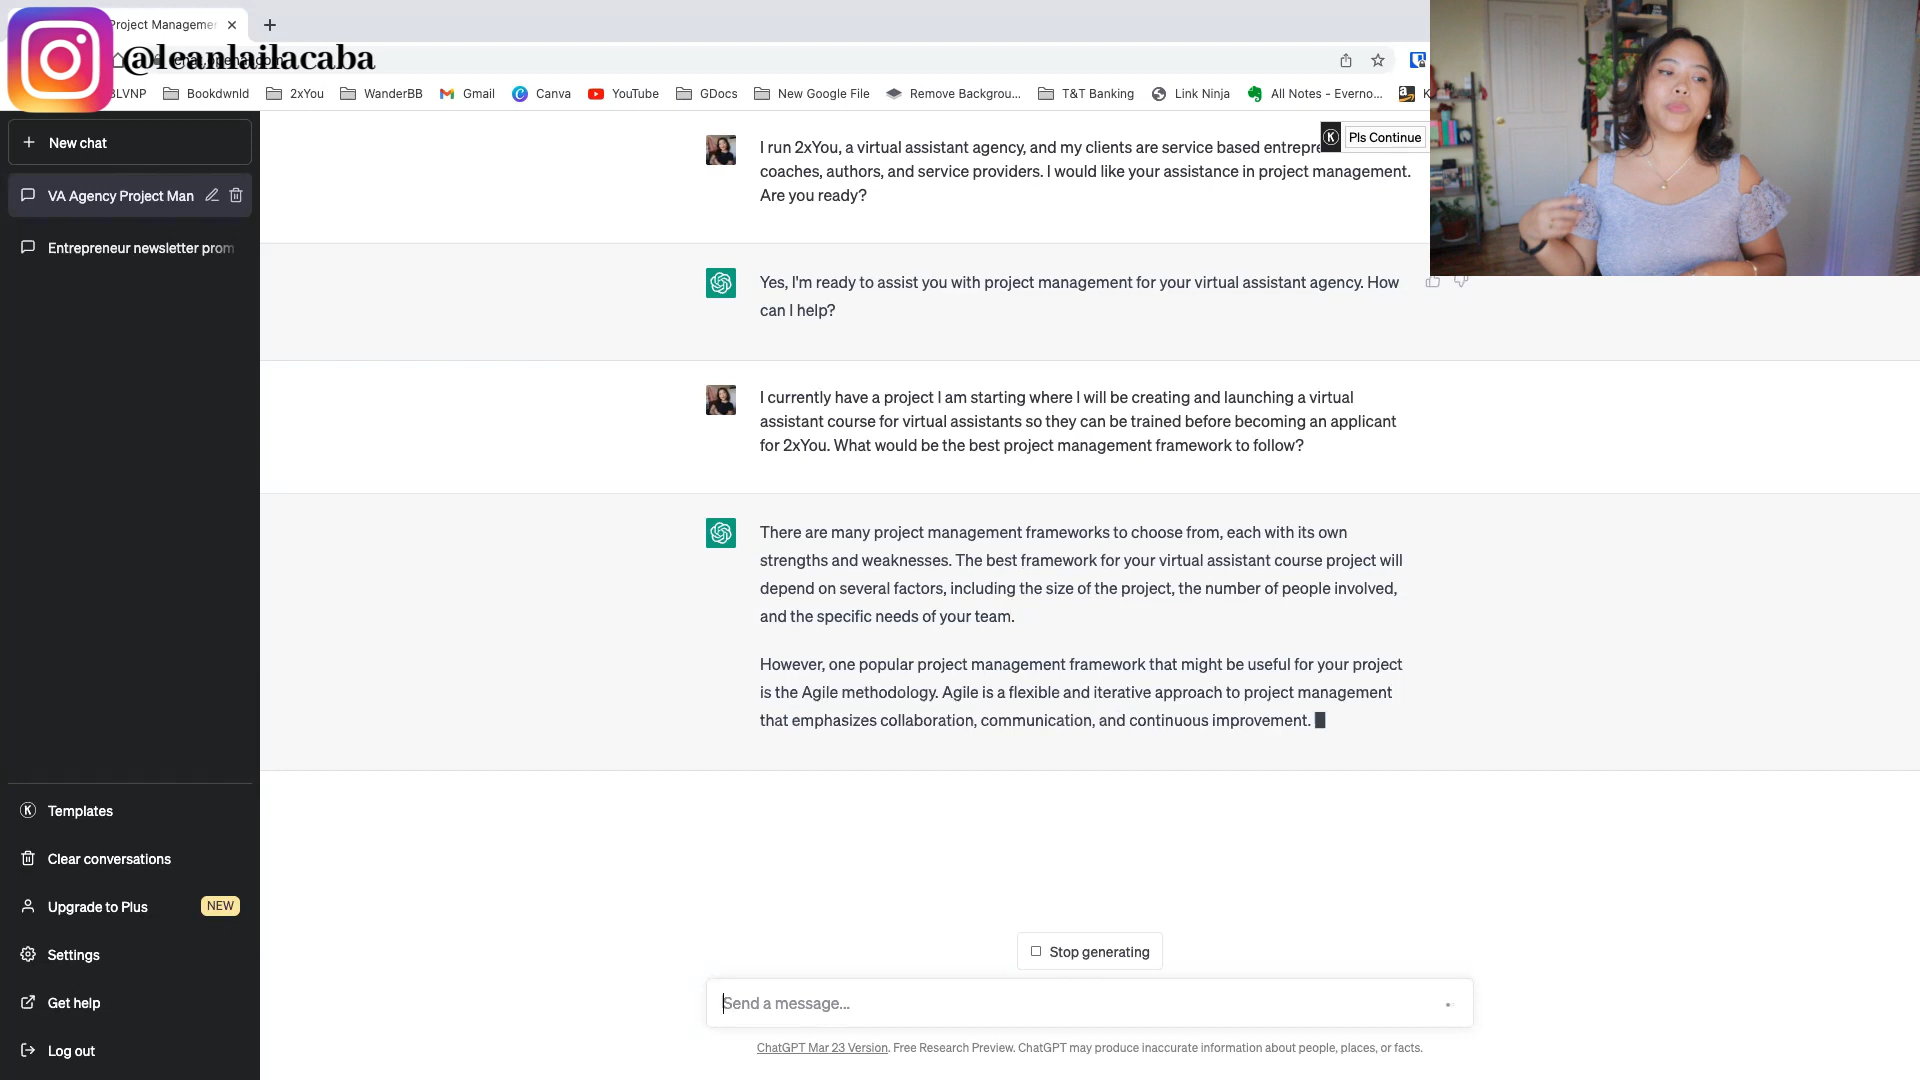 Project Manageme
@leanlailacaba
BLVNP
Bookdwnld
2xYou
WanderBB
Gmail
Canva
YouTube
GDocs
New Google File
Remove Backgrou...
T&T Banking
Link Ninja
All Notes - Everno...
New chat
VA Agency Project Man
Entrepreneur newsletter prom
Pls Continue
I run 2xYou, a virtual assistant agency, and my clients are service based entrepre
coaches, authors, and service providers. I would like your assistance in project management.
Are you ready?
Yes, I'm ready to assist you with project management for your virtual assistant agency. How
can I help?
I currently have a project I am starting where I will be creating and launching a virtual
assistant course for virtual assistants so they can be trained before becoming an applicant
for 2xYou. What would be the best project management framework to follow?
There are many project management frameworks to choose from, each with its own
strengths and weaknesses. The best framework for your virtual assistant course project will
depend on several factors, including the size of the project, the number of people involved,
and the specific needs of your team.
However, one popular project management framework that might be useful for your project
is the Agile methodology. Agile is a flexible and iterative approach to project management
that emphasizes collaboration, communication, and continuous improvement.
Templates
Clear conversations
Upgrade to Plus
NEW
Settings
Get help
Log out
Stop generating
Send a message...
ChatGPT Mar 23 Version. Free Research Preview. ChatGPT may produce inaccurate information about people, places, or facts.